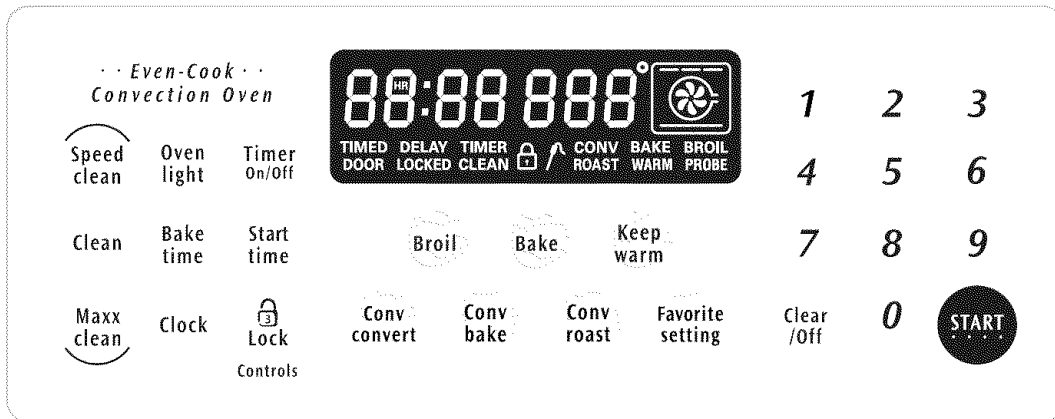 · · Even-Cook · ·
Convection Oven
Speed
clean
Oven
light
Timer
On/Off
Clean
Bake
time
Start
time
Maxx
clean
Clock
3
Lock
Controls
88:88 888°
HR
TIMED DELAY TIMER CONV BAKE BROIL
DOOR LOCKED CLEAN ROAST WARM PROBE
Broil
Bake
Keep
warm
Conv
convert
Conv
bake
Conv
roast
Favorite
setting
1 2 3
4 5 6
7 8 9
Clear
/Off
0
START